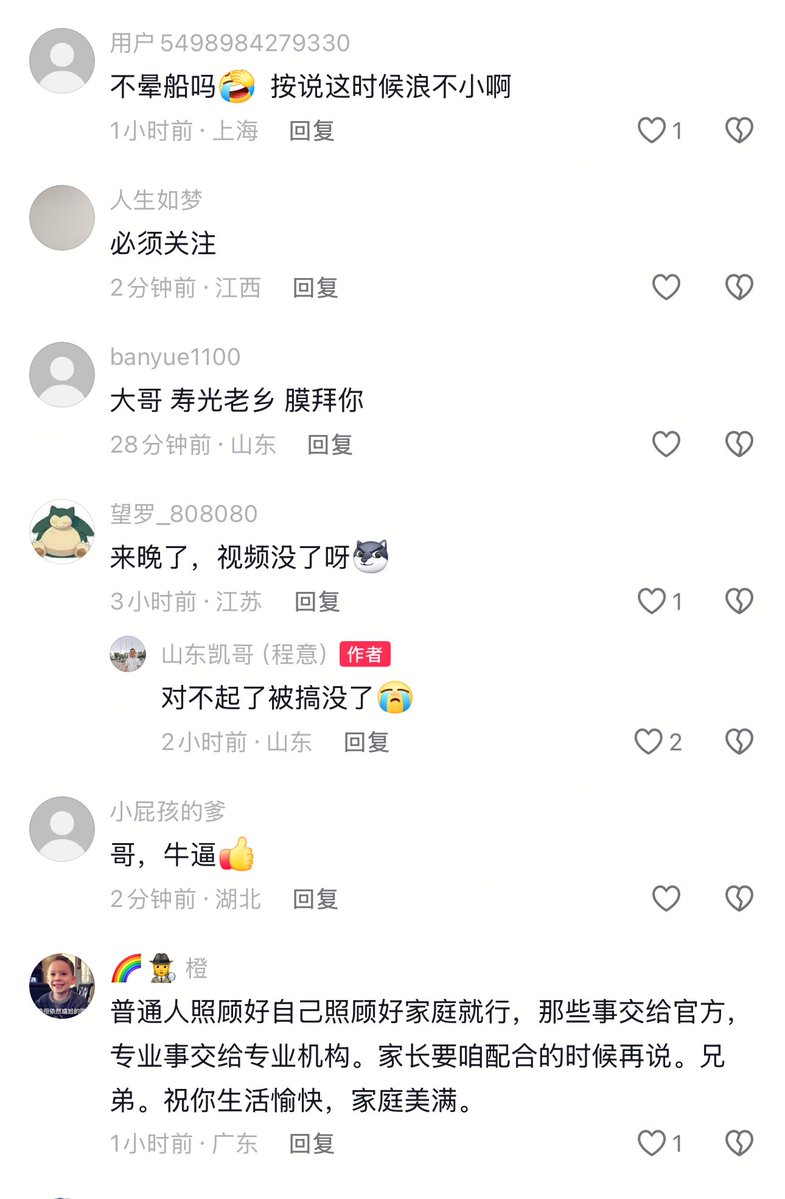 用户5498984279330
不晕船吗🤣 按说这时候浪不小啊
1小时前 · 上海 回复
1
人生如梦
必须关注
2分钟前 · 江西 回复
banyue1100
大哥 寿光老乡 膜拜你
28分钟前 · 山东 回复
望罗_808080
来晚了，视频没了呀
3小时前 · 江苏 回复
1
山东凯哥（程意） 作者
对不起了被搞没了😭
2小时前 · 山东 回复
2
小屁孩的爹
哥，牛逼👍
2分钟前 · 湖北 回复
🌈🕵️橙
普通人照顾好自己照顾好家庭就行，那些事交给官方，
专业事交给专业机构。家长要咱配合的时候再说。兄
弟。祝你生活愉快，家庭美满。
1小时前 · 广东 回复
1